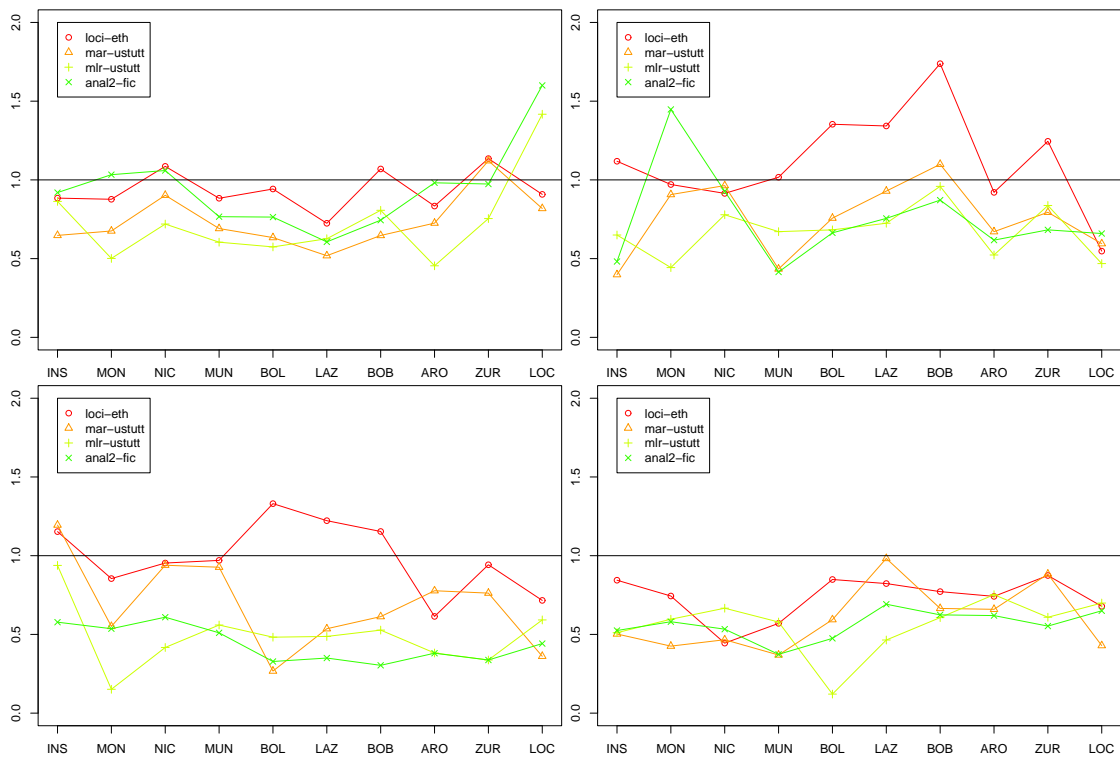 2.0
1.5
1.0
0.5
0.0
loci-eth
mar-ustutt
mlr-ustutt
anal2-fic
INS MON NIC MUN BOL LAZ BOB ARO ZUR LOC
2.0
1.5
1.0
0.5
0.0
loci-eth
mar-ustutt
mlr-ustutt
anal2-fic
INS MON NIC MUN BOL LAZ BOB ARO ZUR LOC
2.0
1.5
1.0
0.5
0.0
loci-eth
mar-ustutt
mlr-ustutt
anal2-fic
INS MON NIC MUN BOL LAZ BOB ARO ZUR LOC
2.0
1.5
1.0
0.5
0.0
loci-eth
mar-ustutt
mlr-ustutt
anal2-fic
INS MON NIC MUN BOL LAZ BOB ARO ZUR LOC